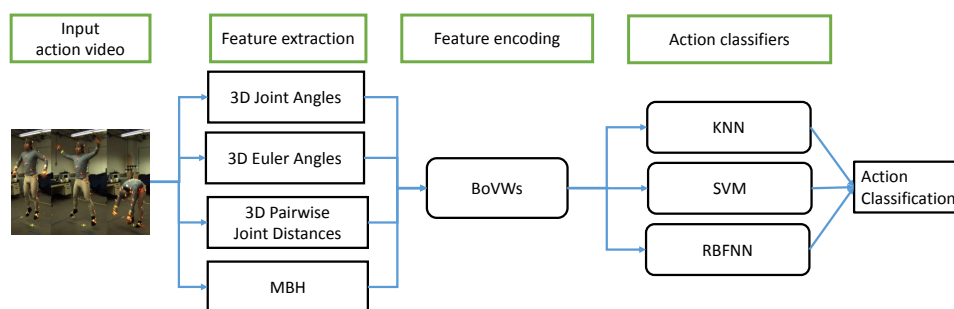 Input
action video
Feature extraction
Feature encoding
Action classifiers
3D Joint Angles
3D Euler Angles
3D Pairwise
Joint Distances
MBH
BoVWs
KNN
SVM
RBFNN
Action
Classification